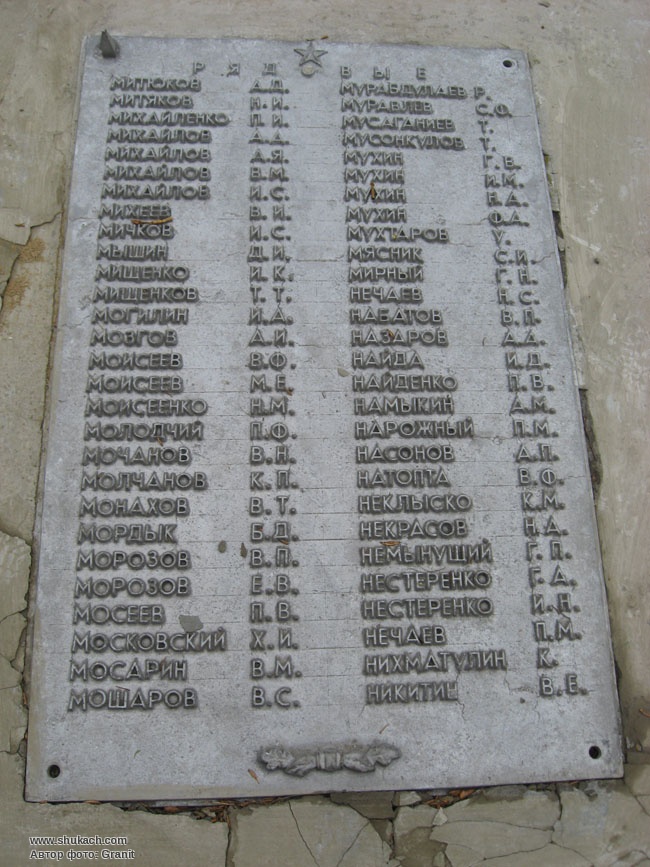 РЯДОВЫЕ
МИТЮКОВ А.П.
МИТЯКОВ Н.И.
МИХАЙЛЕНКО П.И.
МИХАЙЛОВ А.А.
МИХАЙЛОВ А.Я.
МИХАЙЛОВ В.М.
МИХАЙЛОВ И.С.
МИХЕЕВ В.И.
МИЧКОВ И.С.
МЫШИН Д.И.
МИЩЕНКО И.К.
МИЩЕНКОВ Т.Т.
МОГИЛИН И.А.
МОЗГОВ А.И.
МОИСЕЕВ В.Ф.
МОИСЕЕВ М.Е.
МОИСЕЕНКО Н.М.
МОЛОДЧИЙ П.Ф.
МОЧАНОВ В.Н.
МОЛЧАНОВ К.П.
МОНАХОВ В.Т.
МОРДЫК Б.Д.
МОРОЗОВ В.П.
МОРОЗОВ Е.В.
МОСЕЕВ П.В.
МОСКОВСКИЙ Х.И.
МОСАРИН В.М.
МОШАРОВ В.С.
МУРАБДУЛАЕВ Р.
МУРАВЛЕВ С.Ф.
МУСАГАНИЕВ Т.
МУСОНКУЛОВ Т.
МУХИН Г.В.
МУХИН И.М.
МУХИН Н.А.
МУХИН Ф.А.
МУХТАРОВ У.
МЯСНИК С.И.
МИРНЫЙ Г.Н.
НЕЧАЕВ Н.С.
НАБАТОВ В.П.
НАЗАРОВ А.А.
НАЙДА И.Д.
НАЙДЕНКО П.В.
НАМЫКИН А.М.
НАРОЖНЫЙ П.М.
НАСОНОВ А.П.
НАТОПТА В.Ф.
НЕКЛЫСКО К.М.
НЕКРАСОВ Н.А.
НЕМЫНУЩИЙ Г.П.
НЕСТЕРЕНКО Г.А.
НЕСТЕРЕНКО И.Н.
НЕЧАЕВ П.М.
НИХМАТУЛИН К.
НИКИТИН В.Е.
www.shukach.com
Автор фото: Granit